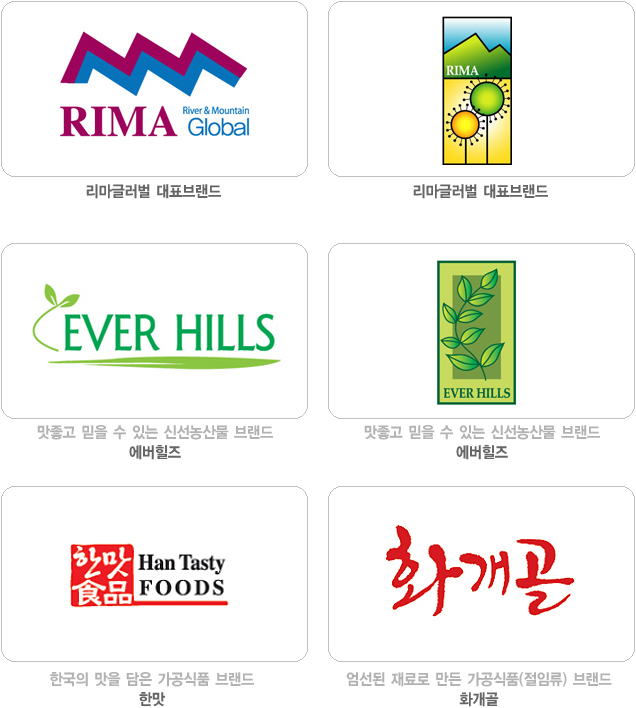 RIMA
River & Mountain
Global
리마글러벌 대표브랜드
RIMA
리마글러벌 대표브랜드
EVER HILLS
맛좋고 믿을 수 있는 신선농산물 브랜드
에버힐즈
EVER HILLS
맛좋고 믿을 수 있는 신선농산물 브랜드
에버힐즈
한맛
食品
Han Tasty
FOODS
한국의 맛을 담은 가공식품 브랜드
한맛
화개골
엄선된 재료로 만든 가공식품(절임류) 브랜드
화개골